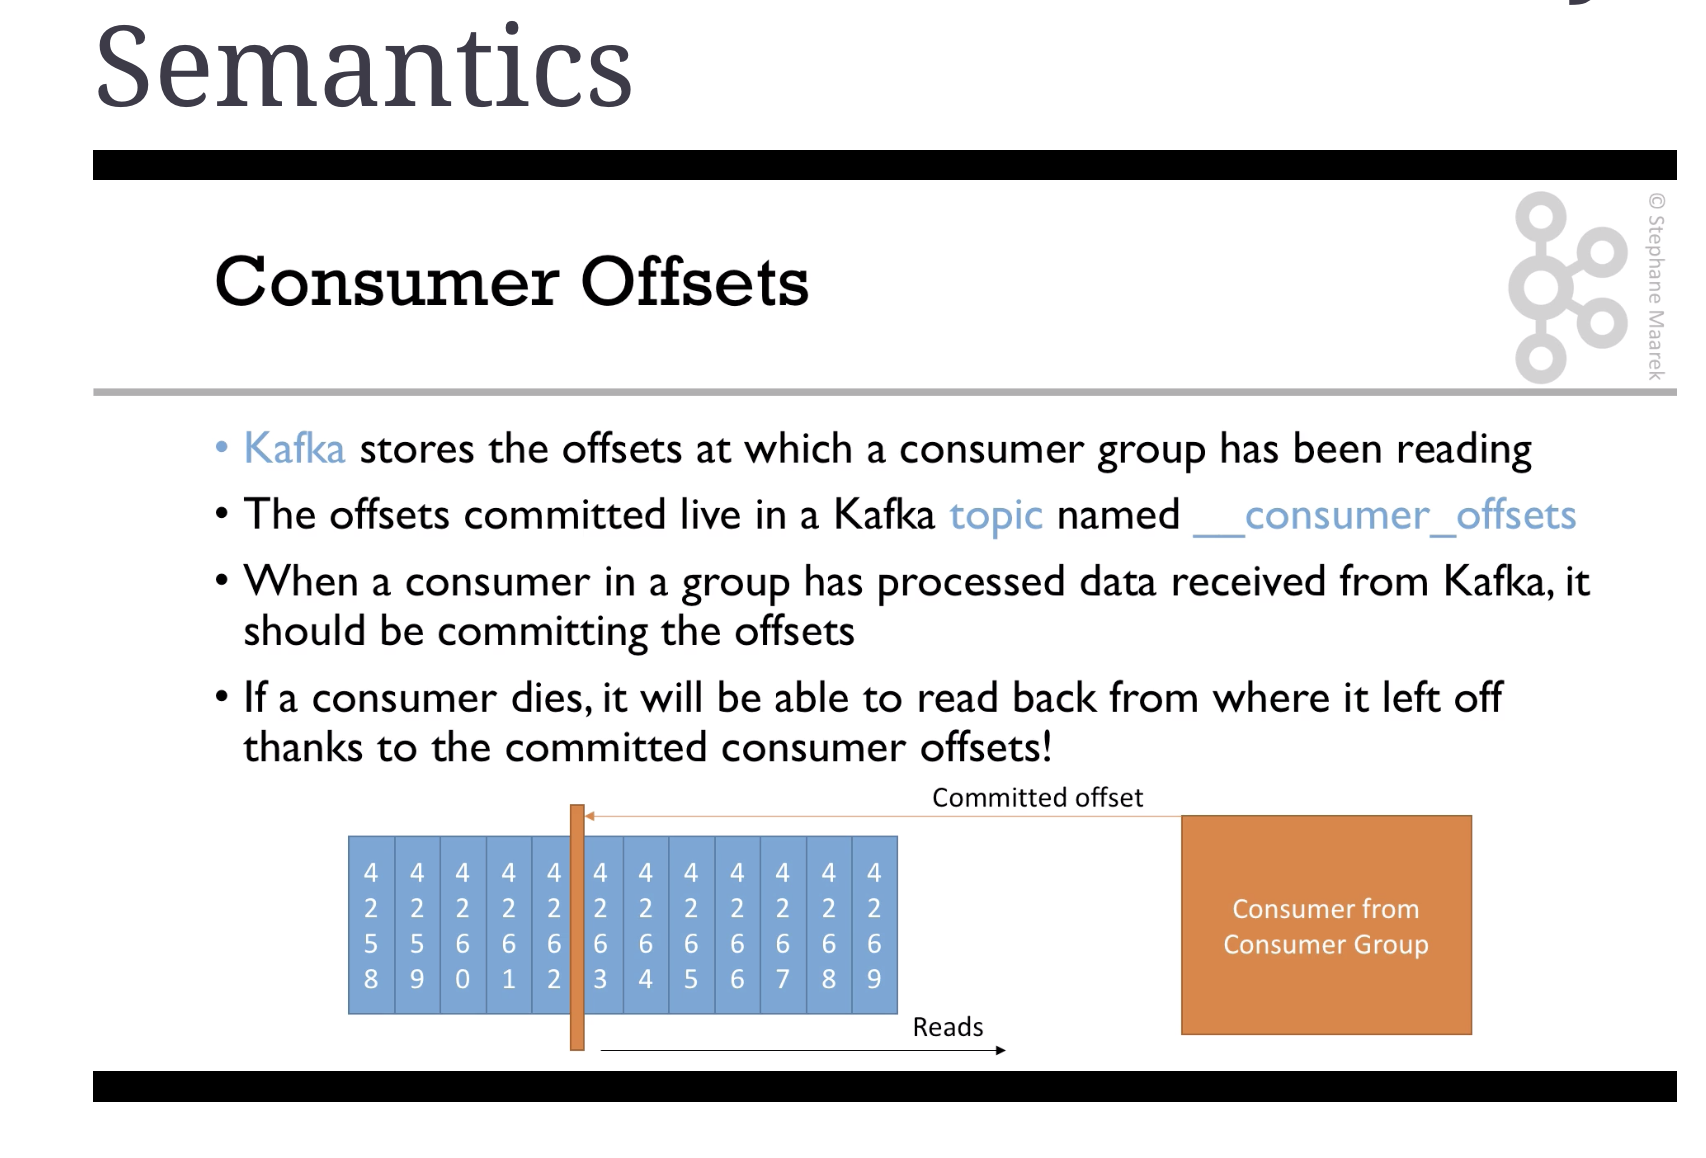 Semantics
© Stephane Maarek
Consumer Offsets
• Kafka stores the offsets at which a consumer group has been reading
• The offsets committed live in a Kafka topic named __consumer_offsets
• When a consumer in a group has processed data received from Kafka, it
should be committing the offsets
• If a consumer dies, it will be able to read back from where it left off
thanks to the committed consumer offsets!
Committed offset
4258 4259 4260 4261 4262 4263 4264 4265 4266 4267 4268 4269
Consumer from
Consumer Group
Reads